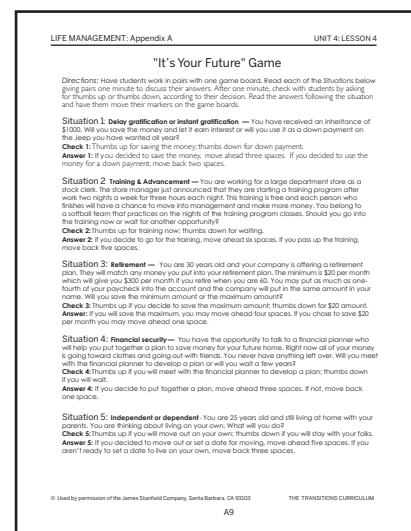 LIFE MANAGEMENT: Appendix A UNIT 4: LESSON 4
"It's Your Future" Game
Directions: Have students work in pairs with one game board. Read each of the Situations below
giving pairs one minute to discuss their answers. After one minute, check with students by asking
for thumbs up or thumbs down, according to their decision. Read the answers following the situation
and have them move their markers on the game boards.
Situation 1: Delay gratification or instant gratification — You have received an inheritance of
$1000. Will you save the money and let it earn interest or will you use it as a down payment on
the Jeep you have wanted all year?
Check 1: Thumbs up for saving the money; thumbs down for down payment.
Answer 1: If you decided to save the money, move ahead three spaces. If you decided to use the
money for a down payment, move back two spaces.
Situation 2 Training & Advancement — You are working for a large department store as a
stock clerk. The store manager just announced that they are starting a training program after
work two nights a week for three hours each night. This training is free and each person who
finishes will have a chance to move into management and make more money. You belong to
a softball team that practices on the nights of the training program classes. Should you go into
the training now or wait for another opportunity?
Check 2: Thumbs up for training now; thumbs down for waiting.
Answer 2: If you decide to go for the training, move ahead six spaces. If you pass up the training,
move back five spaces.
Situation 3: Retirement — You are 30 years old and your company is offering a retirement
plan. They will match any money you put into your retirement plan. The minimum is $20 per month
which will give you $300 per month if you retire when you are 60. You may put as much as one-
fourth of your paycheck into the account and the company will put in the same amount in your
name. Will you save the minimum amount or the maximum amount?
Check 3: Thumbs up if you decide to save the maximum amount; thumbs down for $20 amount.
Answer: If you will save the maximum, you may move ahead four spaces. If you chose to save $20
per month you may move ahead one space.
Situation 4: Financial security— You have the opportunity to talk to a financial planner who
will help you put together a plan to save money for your future home. Right now all of your money
is going toward clothes and going out with friends. You never have anything left over. Will you meet
with the financial planner to develop a plan or will you wait a few years?
Check 4: Thumbs up if you will meet with the financial planner to develop a plan; thumbs down
if you will wait.
Answer 4: If you decide to put together a plan, move ahead three spaces. If not, move back
one space.
Situation 5: Independent or dependent - You are 25 years old and still living at home with your
parents. You are thinking about living on your own. What will you do?
Check 5: Thumbs up if you will move out on your own; thumbs down if you will stay with your folks.
Answer 5: If you decided to move out or set a date for moving, move ahead five spaces. If you
aren't ready to set a date to live on your own, move back three spaces.
© Used by permission of the James Stanfield Company, Santa Barbara, CA 93103 THE TRANSITIONS CURRICULUM
A9